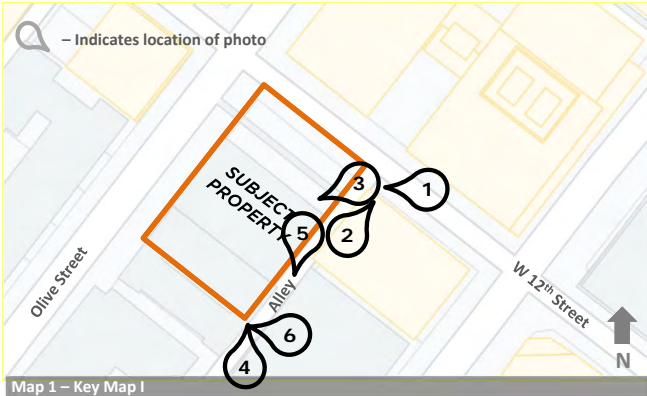 – Indicates location of photo
3
1
SUBJECT
PROPERTY
5
2
Olive Street
Alley
W 12th Street
6
4
N
Map 1 – Key Map I